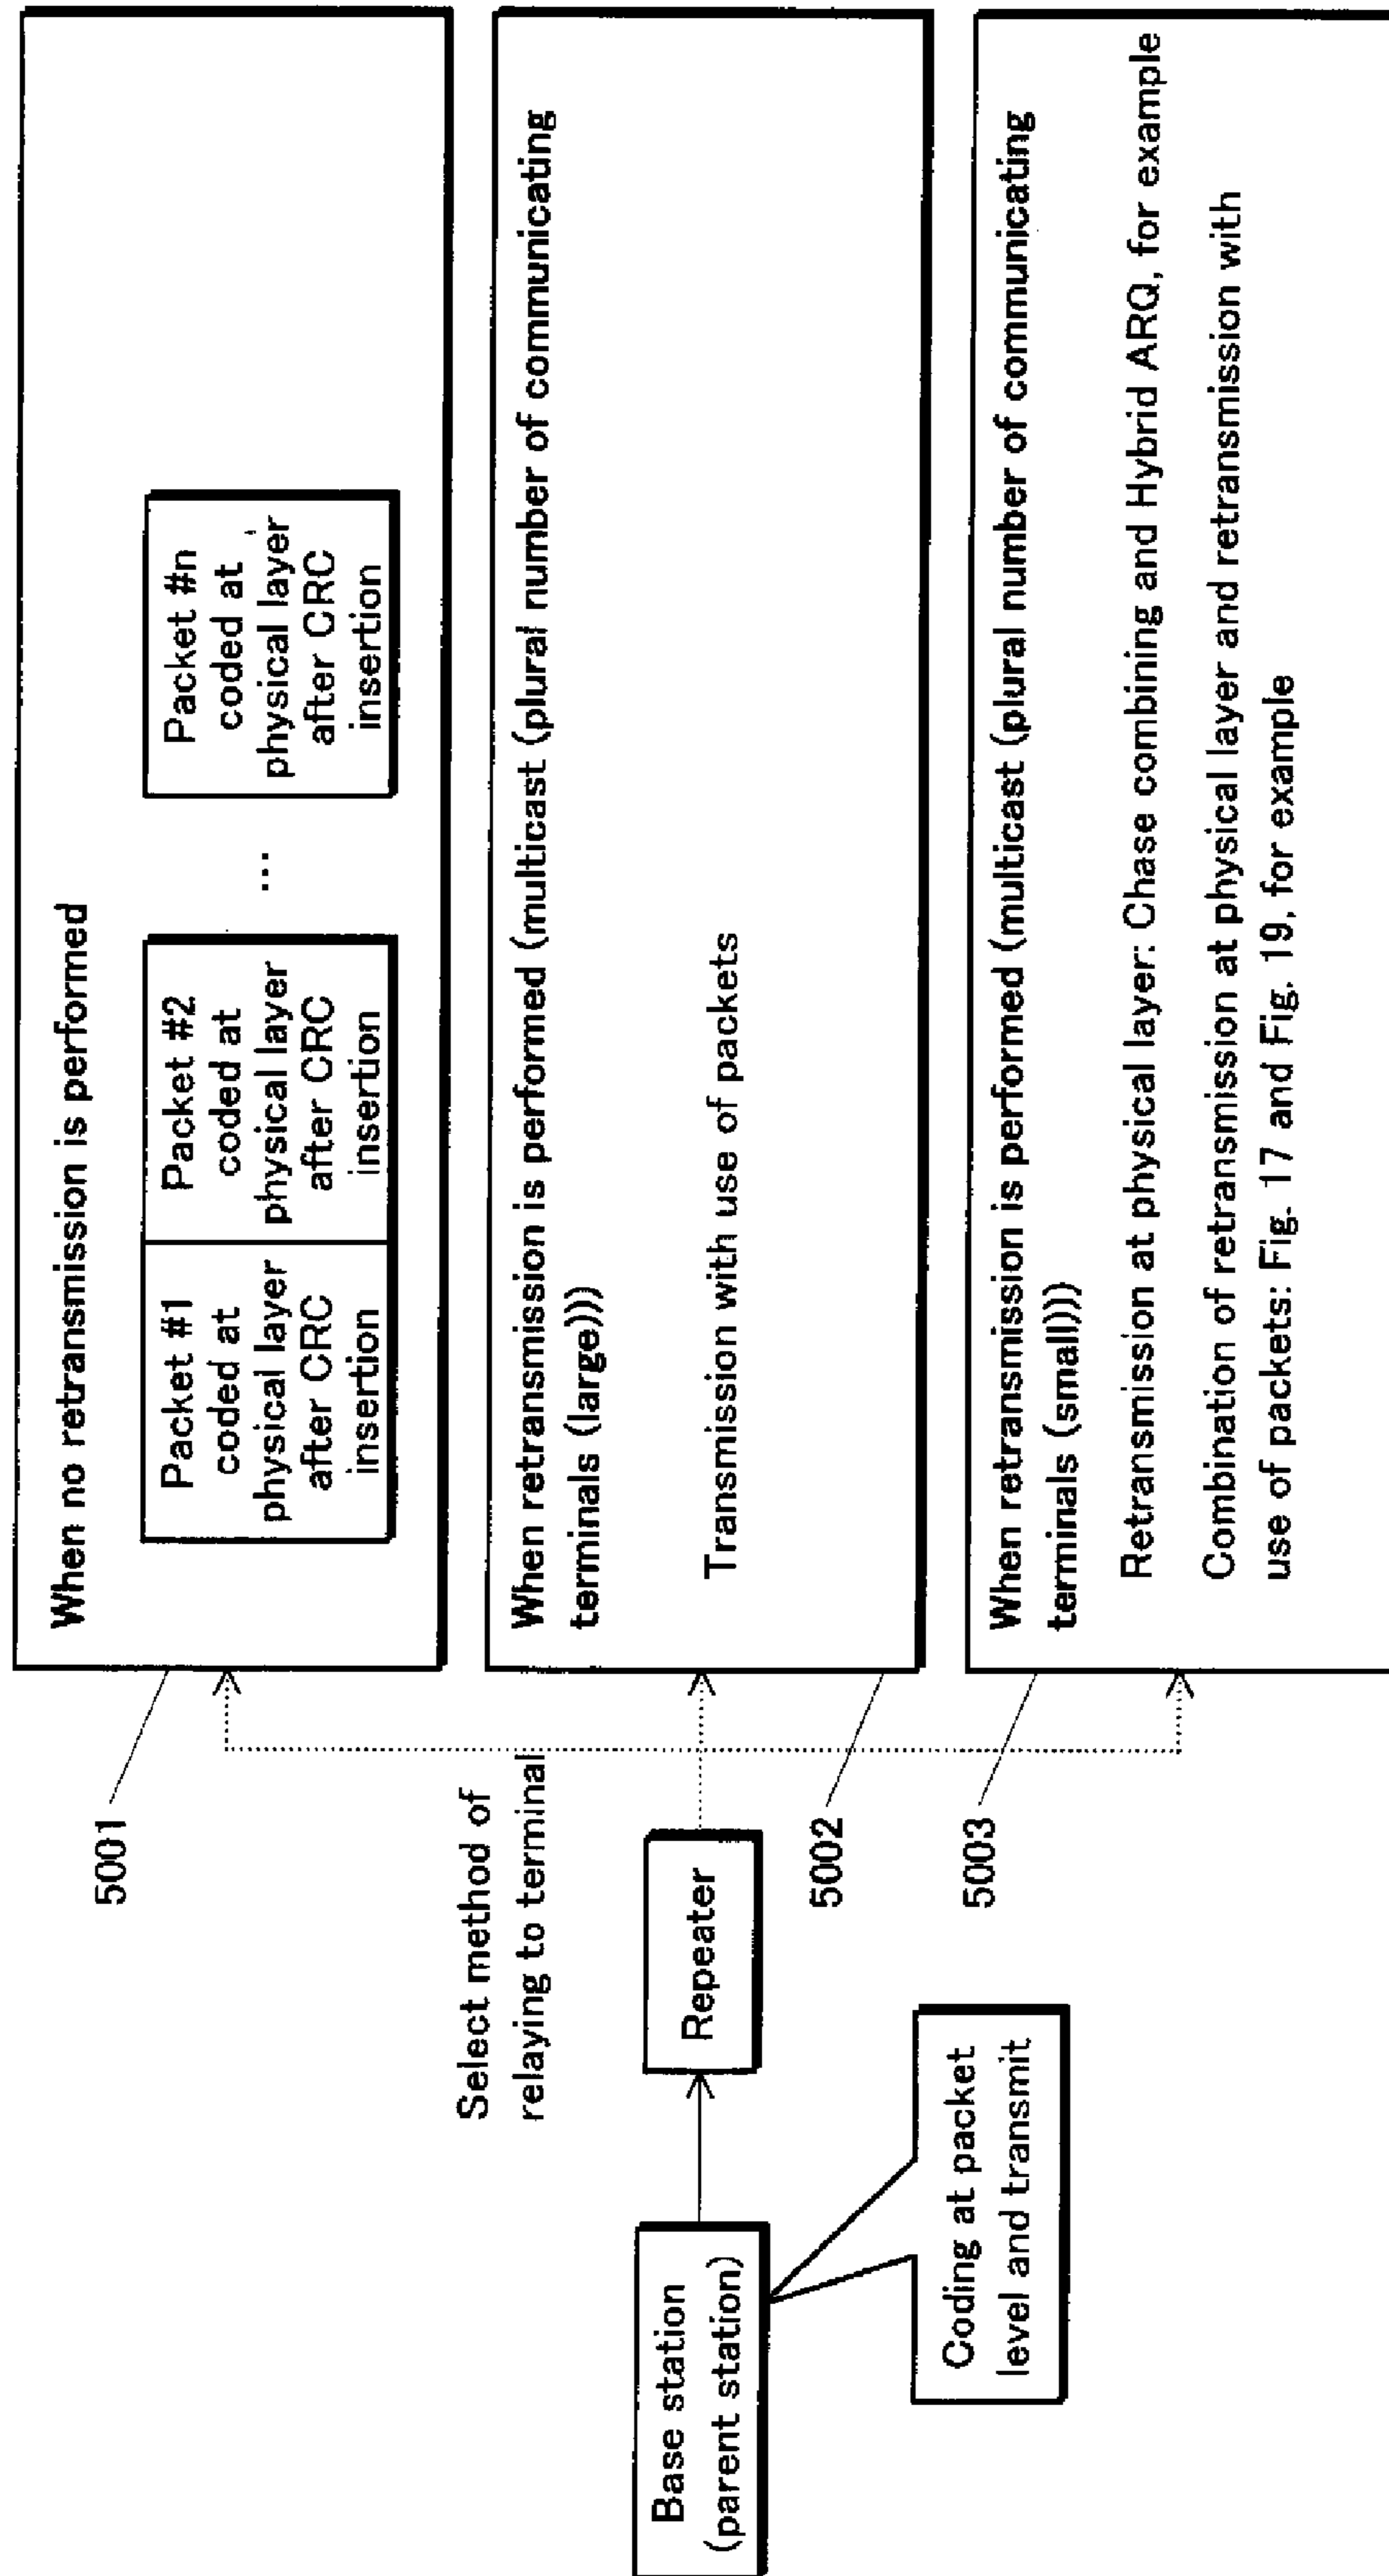 Base station
(parent station)
Coding at packet
level and transmit
Repeater
Select method of
relaying to terminal
5001
When no retransmission is performed
Packet #1
coded at
physical layer
after CRC
insertion
Packet #2
coded at
physical layer
after CRC
insertion
...
Packet #n
coded at
physical layer
after CRC
insertion
5002
When retransmission is performed (multicast (plural number of communicating
terminals (large)))
Transmission with use of packets
5003
When retransmission is performed (multicast (plural number of communicating
terminals (small)))
Retransmission at physical layer: Chase combining and Hybrid ARQ, for example
Combination of retransmission at physical layer and retransmission with
use of packets: Fig. 17 and Fig. 19, for example